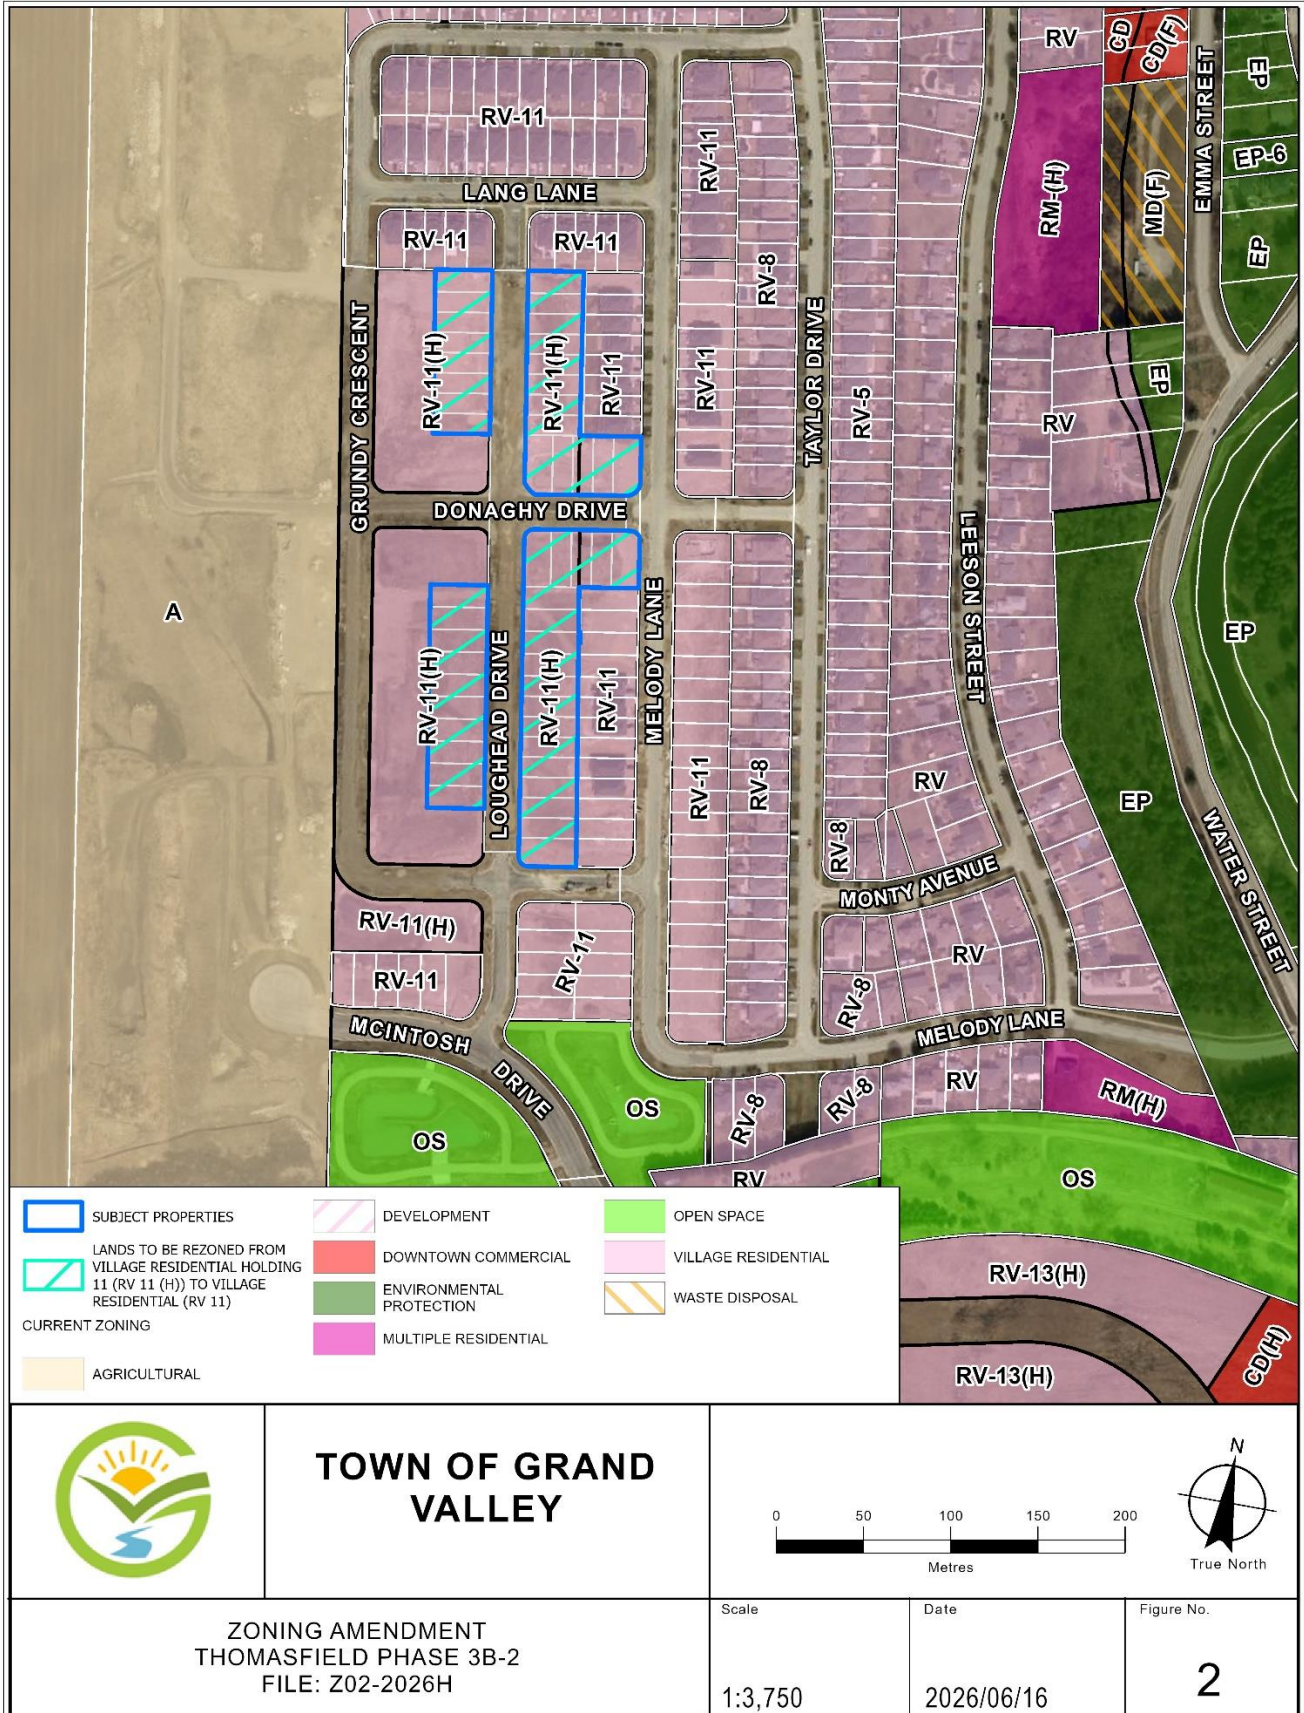 RV
CD
CD(F)
EP
RV-11
RV-11
RM-(H)
MD(F)
EMMA STREET
EP-6
LANG LANE
RV-11
RV-11
RV-8
EP
GRUNDY CRESCENT
RV-11(H)
RV-11(H)
RV-11
RV-11
TAYLOR DRIVE
RV-5
RV
EP
DONAGHY DRIVE
LEESON STREET
A
EP
LOUGHEAD DRIVE
MELODY LANE
RV-11(H)
RV-11(H)
RV-11
RV-11
RV-8
RV
EP
WATER STREET
RV-8
MONTY AVENUE
RV-11(H)
RV-11
RV-11
RV
RV-8
MCINTOSH DRIVE
MELODY LANE
OS
OS
RV-8
RV-8
RV
RM(H)
RV
OS
RV-13(H)
RV-13(H)
CD(H)
SUBJECT PROPERTIES
LANDS TO BE REZONED FROM
VILLAGE RESIDENTIAL HOLDING
11 (RV 11 (H)) TO VILLAGE
RESIDENTIAL (RV 11)
CURRENT ZONING
AGRICULTURAL
DEVELOPMENT
DOWNTOWN COMMERCIAL
ENVIRONMENTAL
PROTECTION
MULTIPLE RESIDENTIAL
OPEN SPACE
VILLAGE RESIDENTIAL
WASTE DISPOSAL
TOWN OF GRAND
VALLEY
0 50 100 150 200
Metres
N
True North
ZONING AMENDMENT
THOMASFIELD PHASE 3B-2
FILE: Z02-2026H
Scale
1:3,750
Date
2026/06/16
Figure No.
2